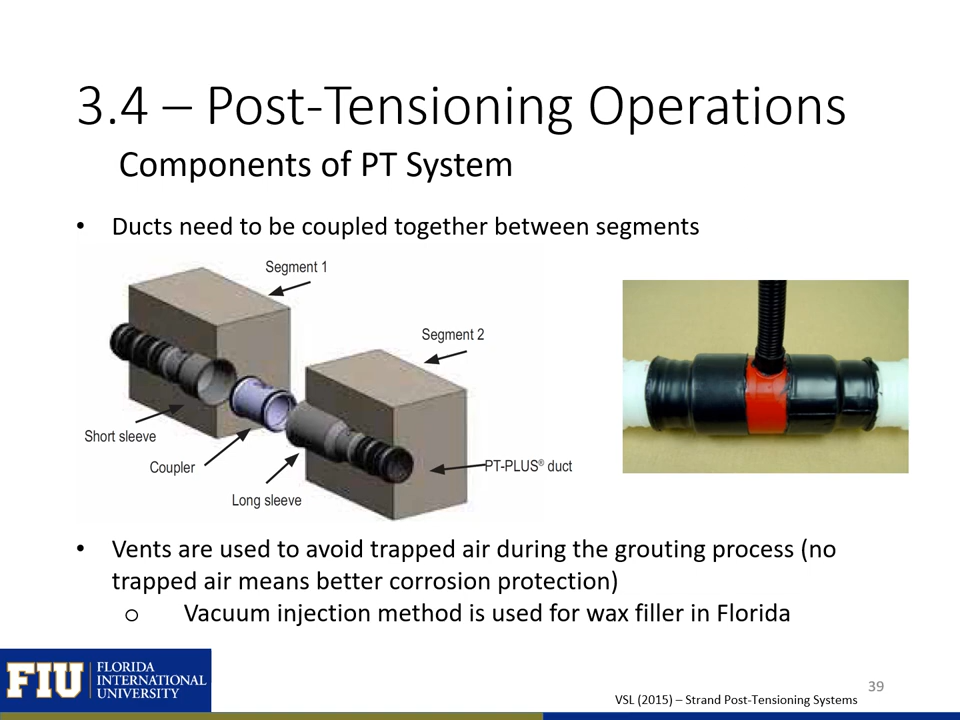 3.4 – Post-Tensioning Operations
Components of PT System
• Ducts need to be coupled together between segments
Segment 1
Segment 2
Short sleeve
Coupler
Long sleeve
PT-PLUS® duct
• Vents are used to avoid trapped air during the grouting process (no
trapped air means better corrosion protection)
o Vacuum injection method is used for wax filler in Florida
FIU
FLORIDA
INTERNATIONAL
UNIVERSITY
39
VSL (2015) – Strand Post-Tensioning Systems